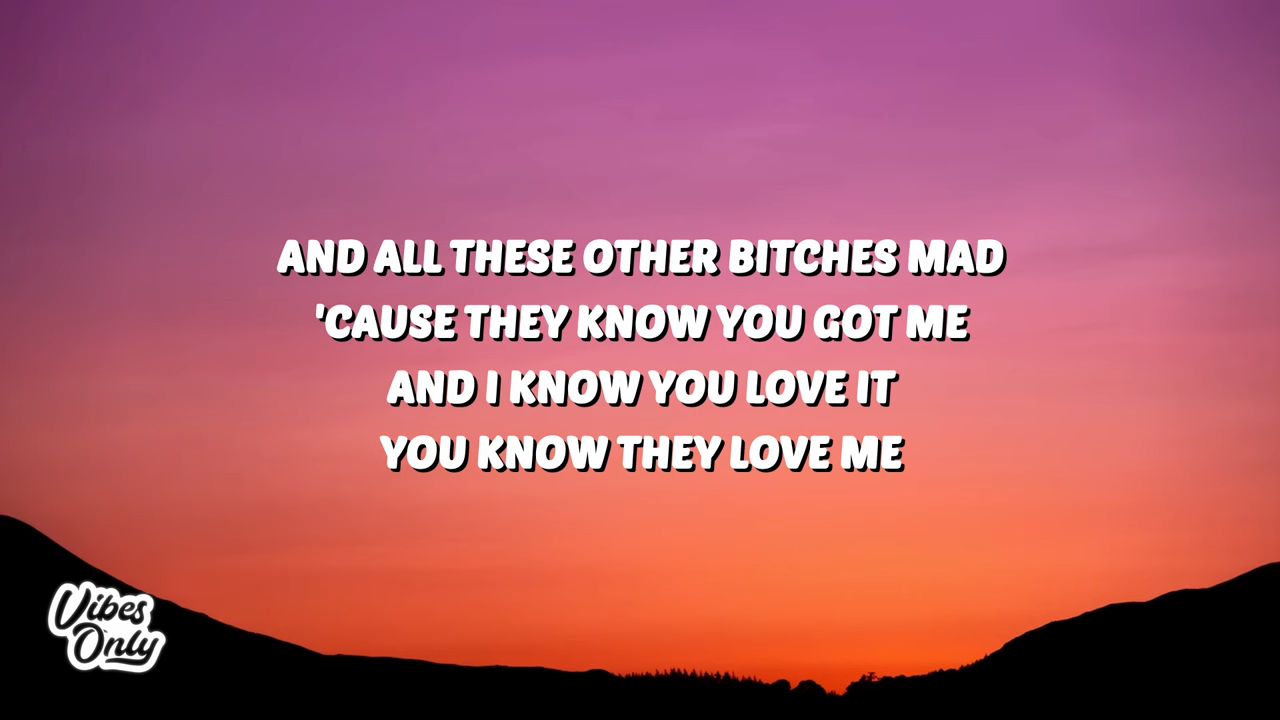 AND ALL THESE OTHER BITCHES MAD
'CAUSE THEY KNOW YOU GOT ME
AND I KNOW YOU LOVE IT
YOU KNOW THEY LOVE ME
Vibes
Only